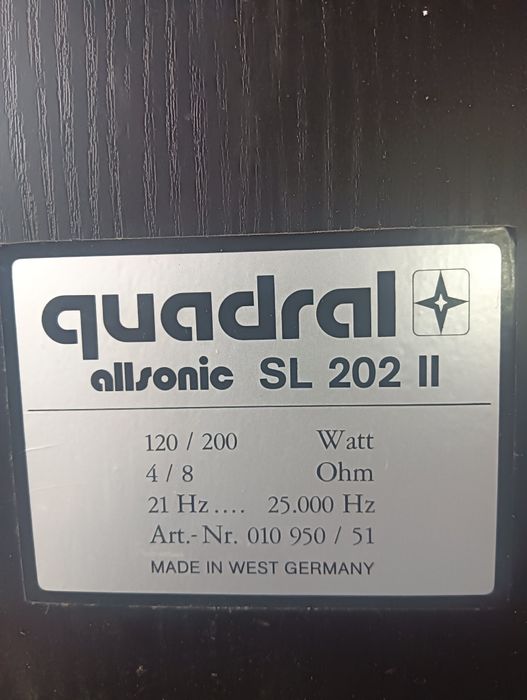 quadral
allsonic SL 202 II
120 / 200 Watt
4 / 8 Ohm
21 Hz.... 25.000 Hz
Art.-Nr. 010 950 / 51
MADE IN WEST GERMANY